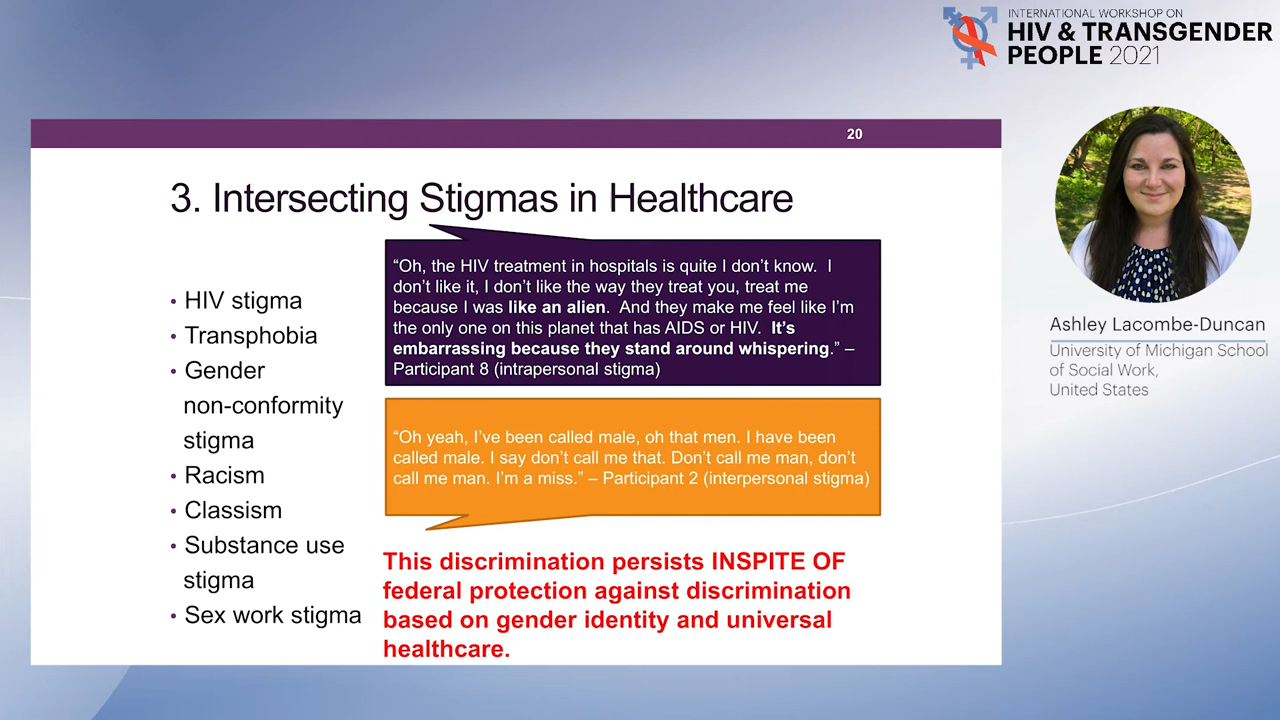 INTERNATIONAL WORKSHOP ON
HIV & TRANSGENDER
PEOPLE 2021
20
3. Intersecting Stigmas in Healthcare
• HIV stigma
• Transphobia
• Gender
non-conformity
stigma
• Racism
• Classism
• Substance use
stigma
• Sex work stigma
“Oh, the HIV treatment in hospitals is quite I don’t know. I
don’t like it, I don’t like the way they treat you, treat me
because I was like an alien. And they make me feel like I’m
the only one on this planet that has AIDS or HIV. It’s
embarrassing because they stand around whispering.” –
Participant 8 (intrapersonal stigma)
“Oh yeah, I’ve been called male, oh that men. I have been
called male. I say don’t call me that. Don’t call me man, don’t
call me man. I’m a miss.” – Participant 2 (interpersonal stigma)
This discrimination persists INSPITE OF
federal protection against discrimination
based on gender identity and universal
healthcare.
Ashley Lacombe-Duncan
University of Michigan School
of Social Work,
United States